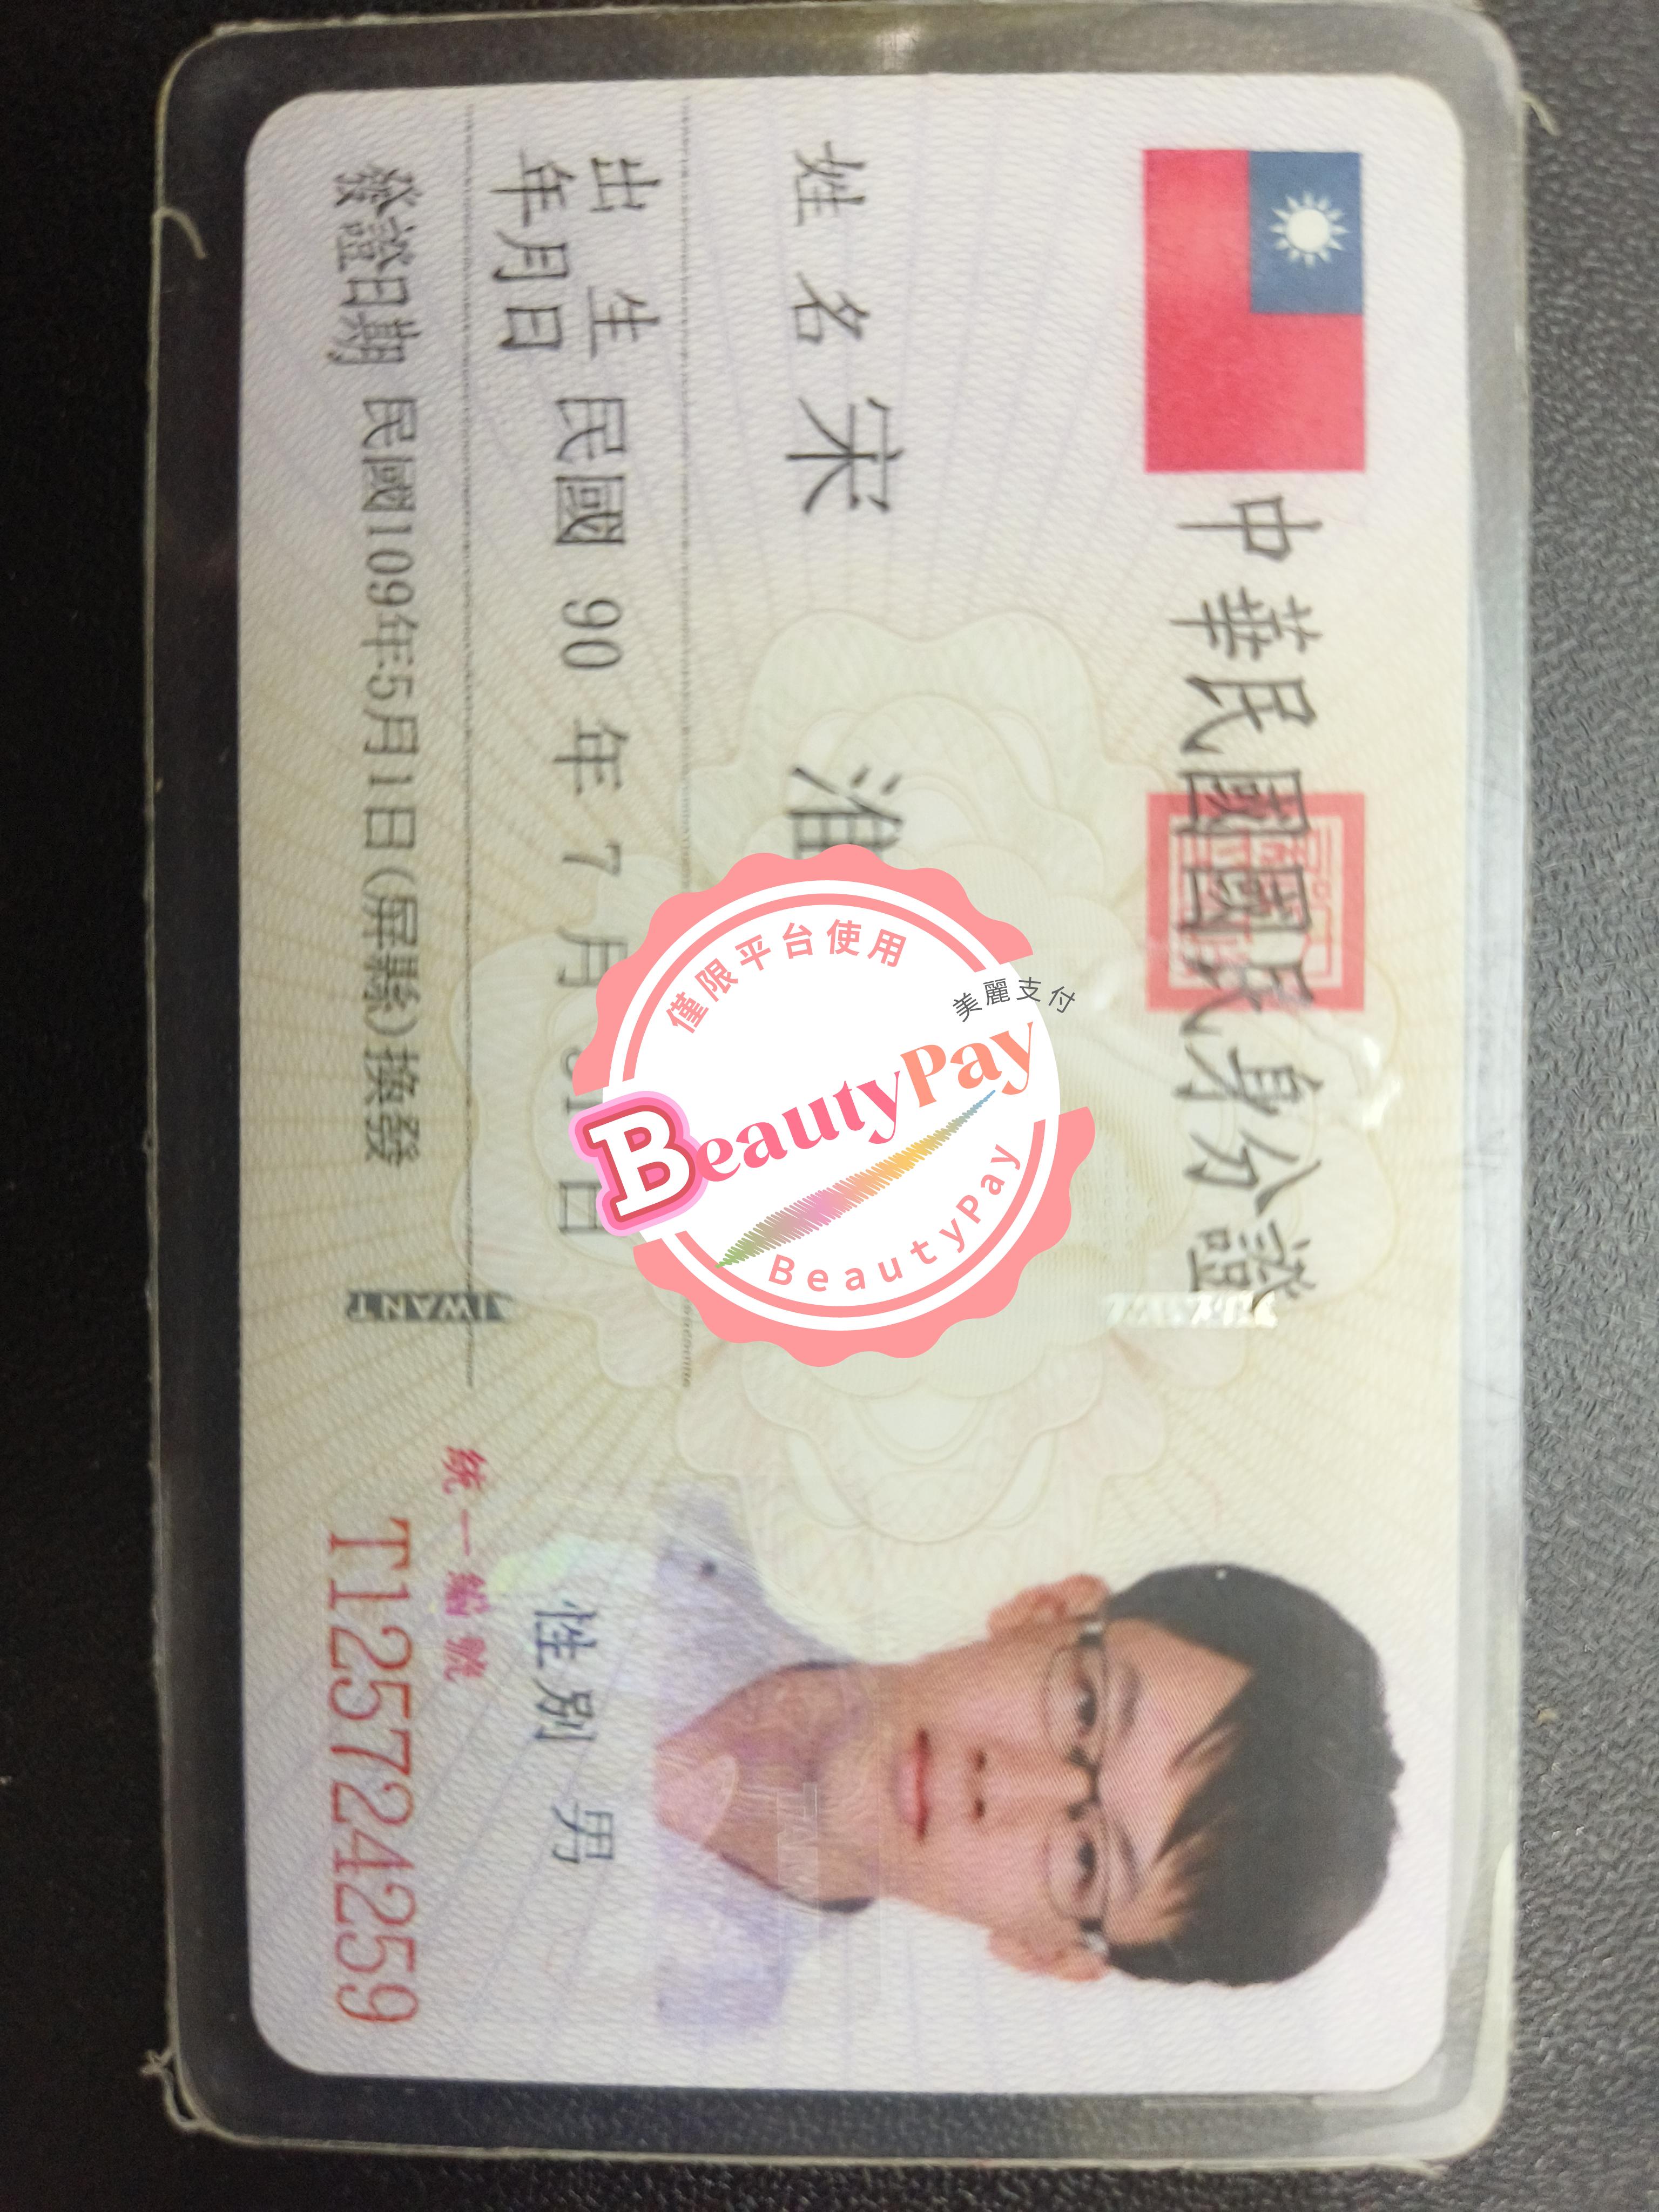 中華民國國民身分證
姓名 宋
出生年月日 民國 90 年 7 月 日
發證日期 民國109年5月1日(屏縣)換發
性別 男
統一編號
T125724259
TAIWAN
僅限平台使用
美麗支付
BeautyPay
BeautyPay